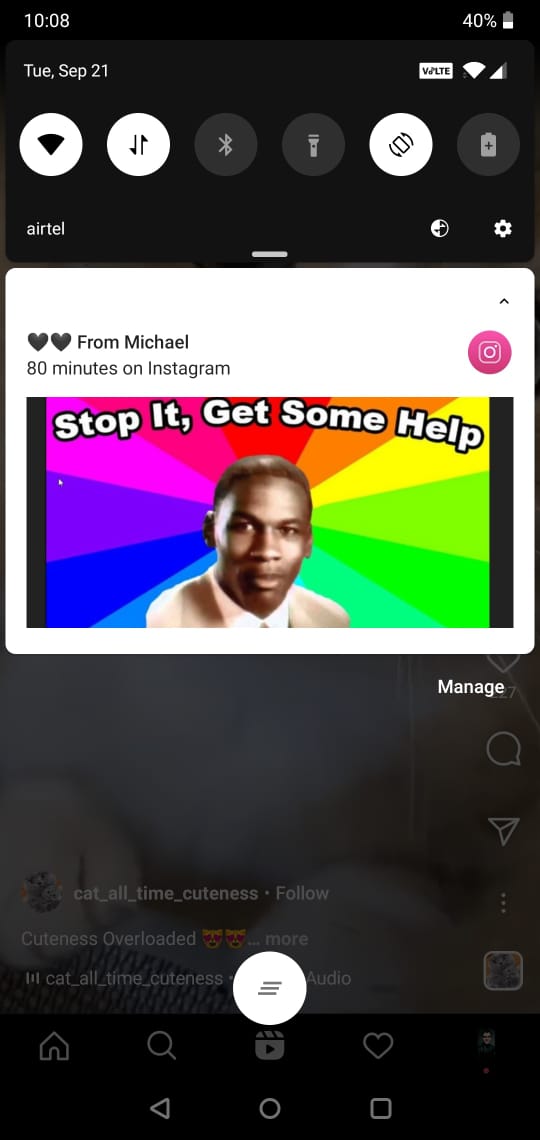 10:08
40%
Tue, Sep 21
VoLTE
airtel
🖤🖤 From Michael
80 minutes on Instagram
Stop It, Get Some Help
Manage
cat_all_time_cuteness • Follow
Cuteness Overloaded 😻😻... more
cat_all_time_cuteness •
Audio